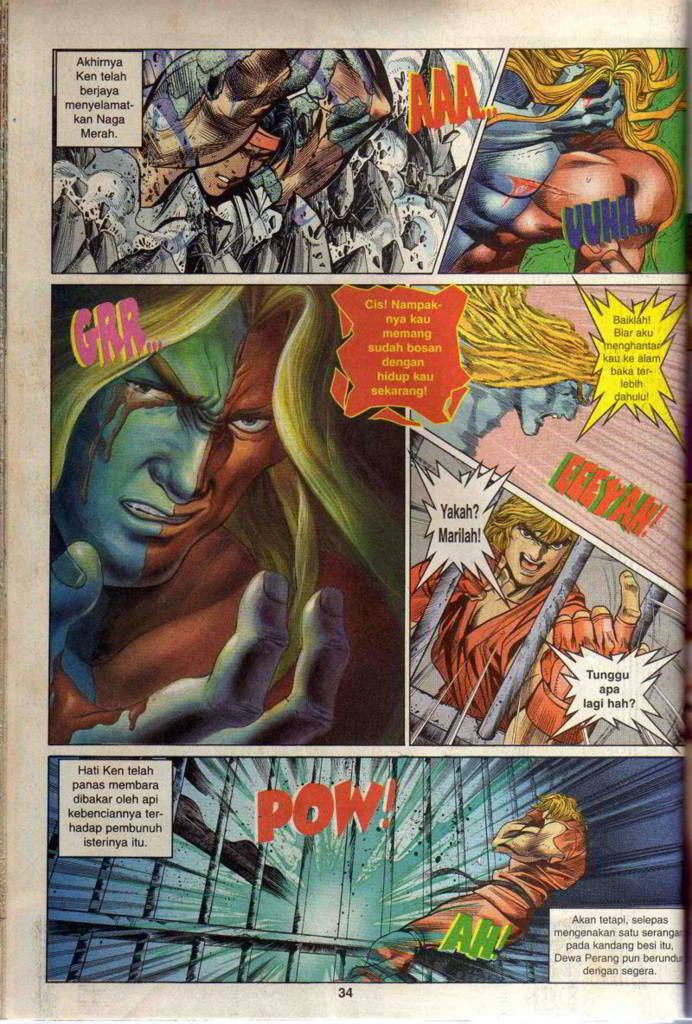 Akhirnya
Ken telah
berjaya
menyelamat-
kan Naga
Merah.
AAA...
UUHH...
GRR...
Cis! Nampak-
nya kau
memang
sudah bosan
dengan
hidup kau
sekarang!
Baiklah!
Biar aku
menghantar
kau ke alam
baka ter-
lebih
dahulu!
EEEYAH!
Yakah?
Marilah!
Tunggu
apa
lagi hah?
Hati Ken telah
panas membara
dibakar oleh api
kebenciannya ter-
hadap pembunuh
isterinya itu.
POW!
AH!
Akan tetapi, selepas
mengenakan satu serangan
pada kandang besi itu,
Dewa Perang pun berundur
dengan segera.
34